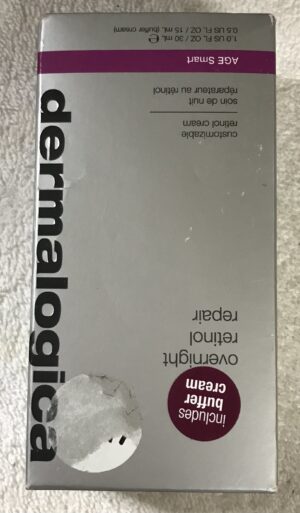 dermalogica
includes
buffer
cream
overnight
retinol
repair
customizable
retinol cream
soin de nuit
réparateur au rétinol
AGE Smart
1.0 US FL OZ / 30 mL ℮
0.5 US FL OZ / 15 mL (buffer cream)